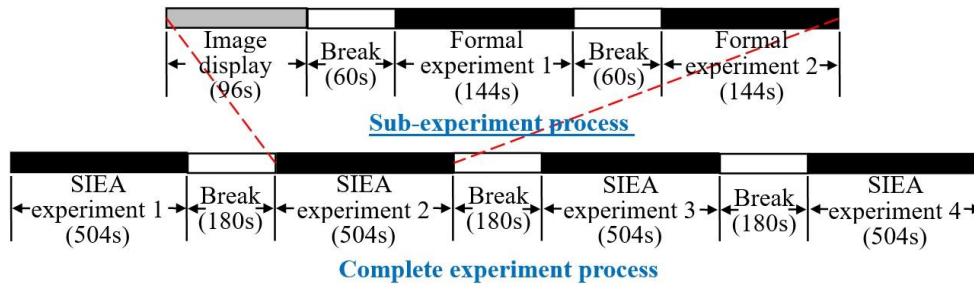 Image
display
(96s)
Break
(60s)
Formal
experiment 1
(144s)
Break
(60s)
Formal
experiment 2
(144s)
Sub-experiment process
SIEA
experiment 1
(504s)
Break
(180s)
SIEA
experiment 2
(504s)
Break
(180s)
SIEA
experiment 3
(504s)
Break
(180s)
SIEA
experiment 4
(504s)
Complete experiment process